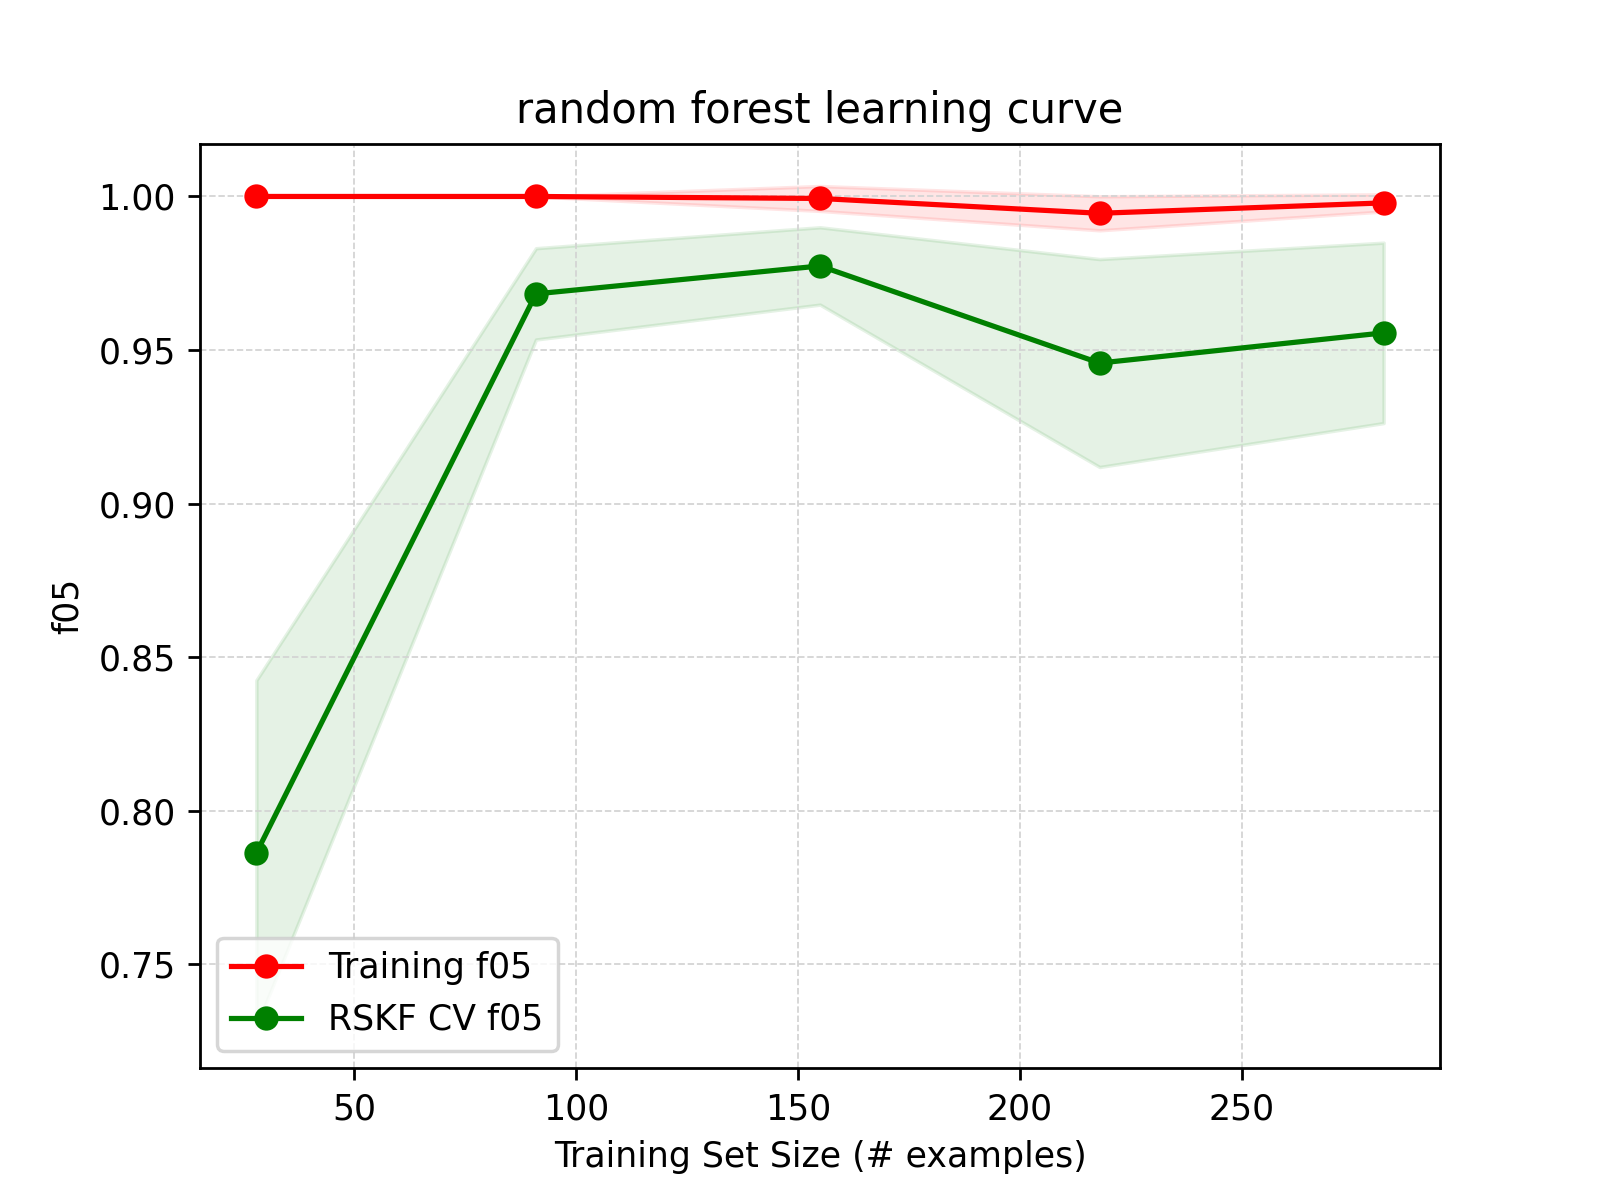 random forest learning curve
1.00
0.95
0.90
0.85
0.80
0.75
f05
Training f05
RSKF CV f05
50 100 150 200 250
Training Set Size (# examples)